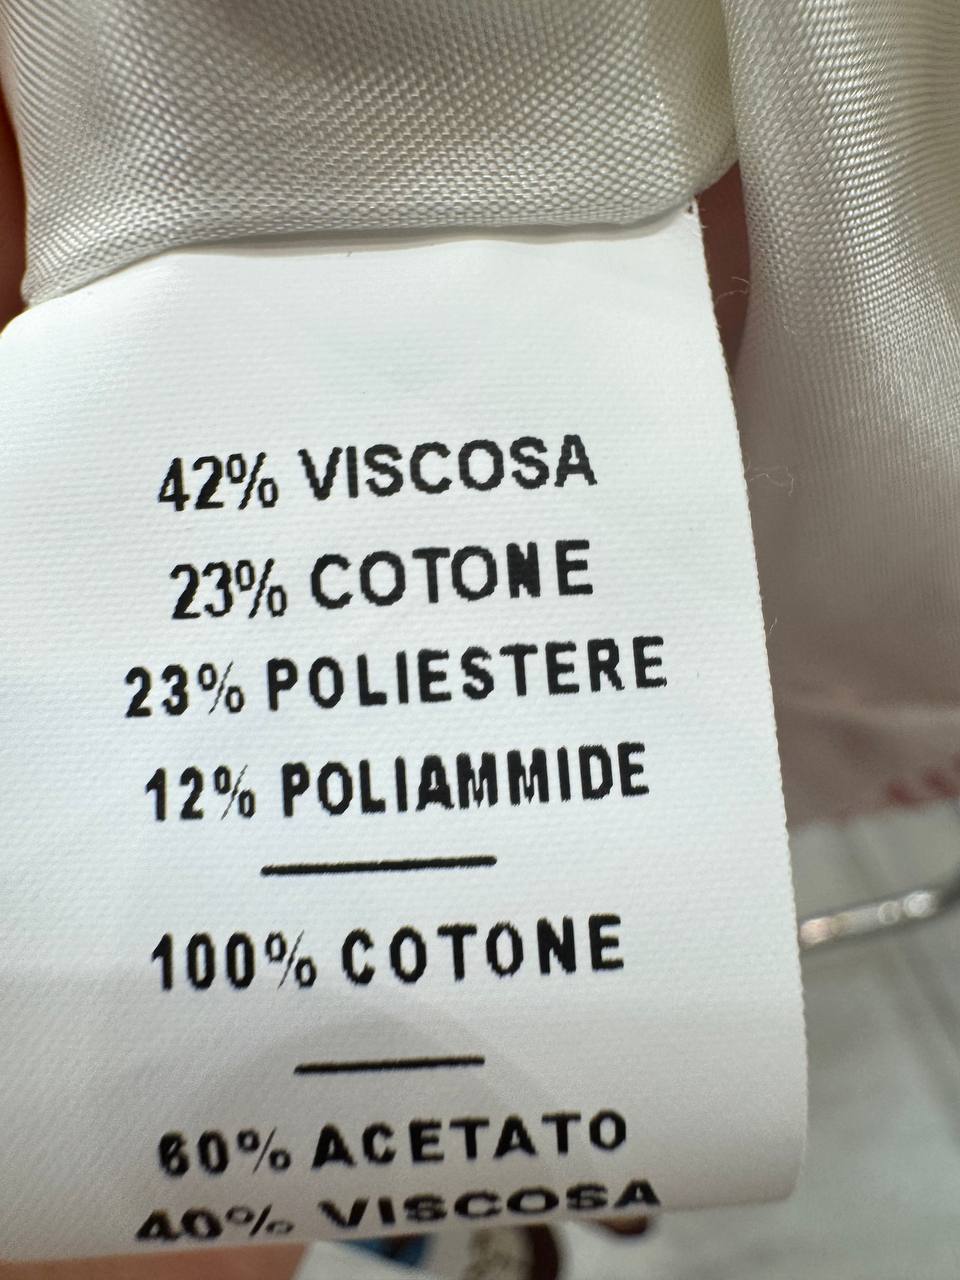 42% VISCOSA
23% COTONE
23% POLIESTERE
12% POLIAMMIDE
100% COTONE
60% ACETATO
40% VISCOSA